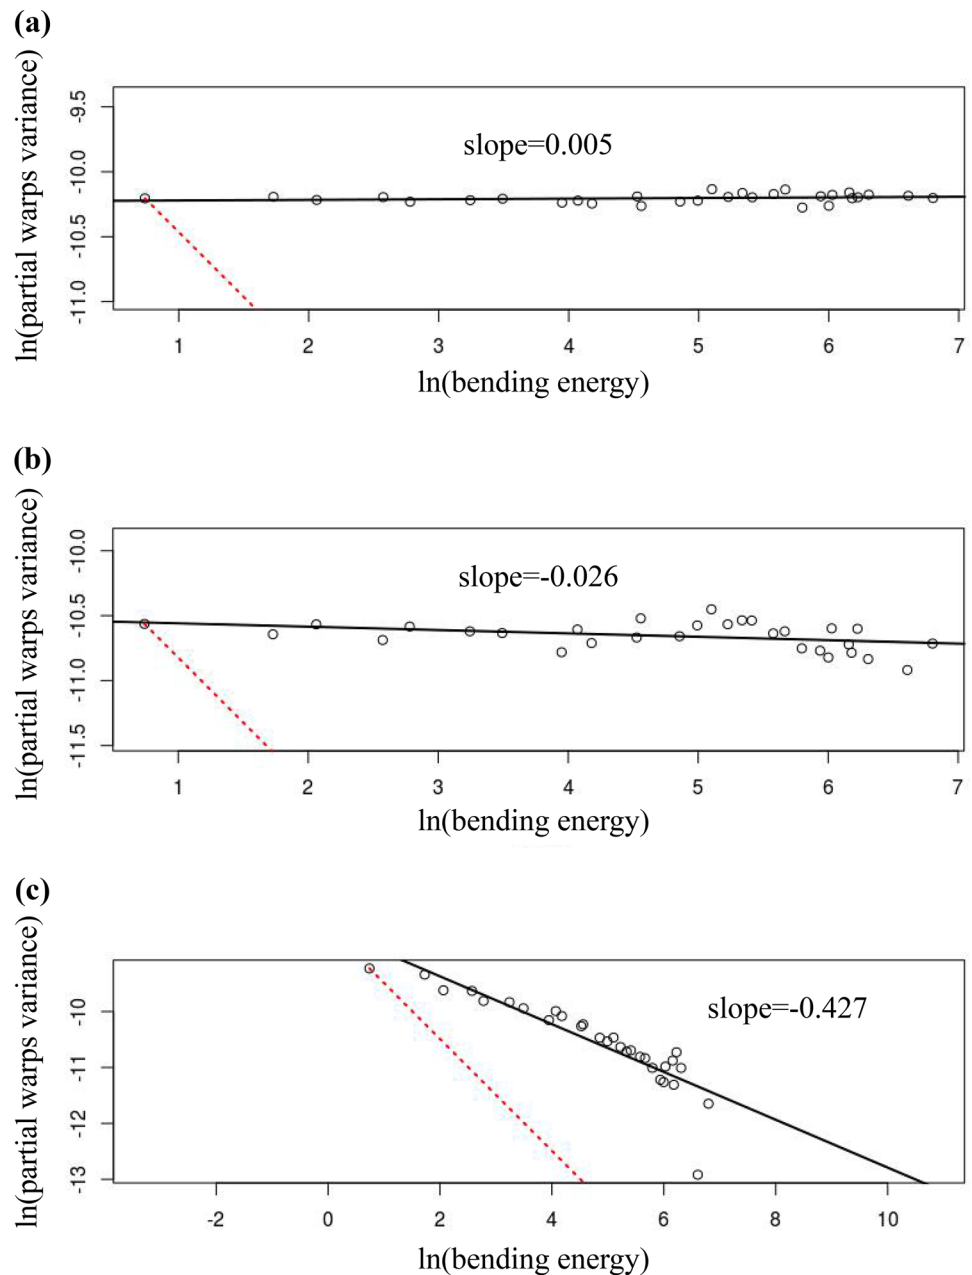 (a)
ln(partial warps variance)
-9.5
-10.0
-10.5
-11.0
slope=0.005
1 2 3 4 5 6 7
ln(bending energy)
(b)
ln(partial warps variance)
-10.0
-10.5
-11.0
-11.5
slope=-0.026
1 2 3 4 5 6 7
ln(bending energy)
(c)
ln(partial warps variance)
-10
-11
-12
-13
slope=-0.427
-2 0 2 4 6 8 10
ln(bending energy)